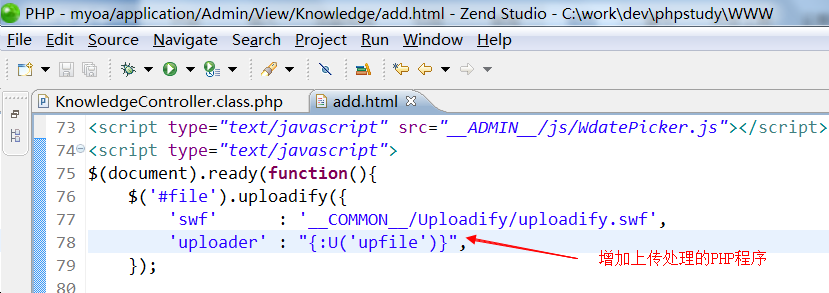 PHP - myoa/application/Admin/View/Knowledge/add.html - Zend Studio - C:\work\dev\phpstudy\WWW
File Edit Source Navigate Search Project Run Window Help
KnowledgeController.class.php add.html
73 <script type="text/javascript" src="__ADMIN__/js/WdatePicker.js"></script>
74 <script type="text/javascript">
75 $(document).ready(function(){
76 $('#file').uploadify({
77 'swf' : '__COMMON__/Uploadify/uploadify.swf',
78 'uploader' : "{:U('upfile')}",
增加上传处理的PHP程序
79 });
80